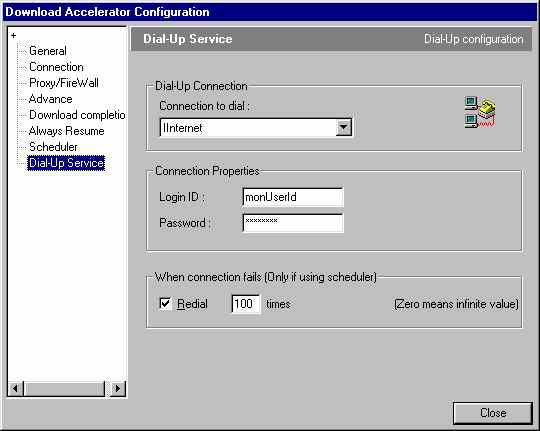 Download Accelerator Configuration
+
General
Connection
Proxy/FireWall
Advance
Download completio
Always Resume
Scheduler
Dial-Up Service
Dial-Up Service Dial-Up configuration
Dial-Up Connection
Connection to dial :
IInternet
Connection Properties
Login ID : monUserId
Password : ********
When connection fails (Only if using scheduler)
Redial 100 times (Zero means infinite value)
Close